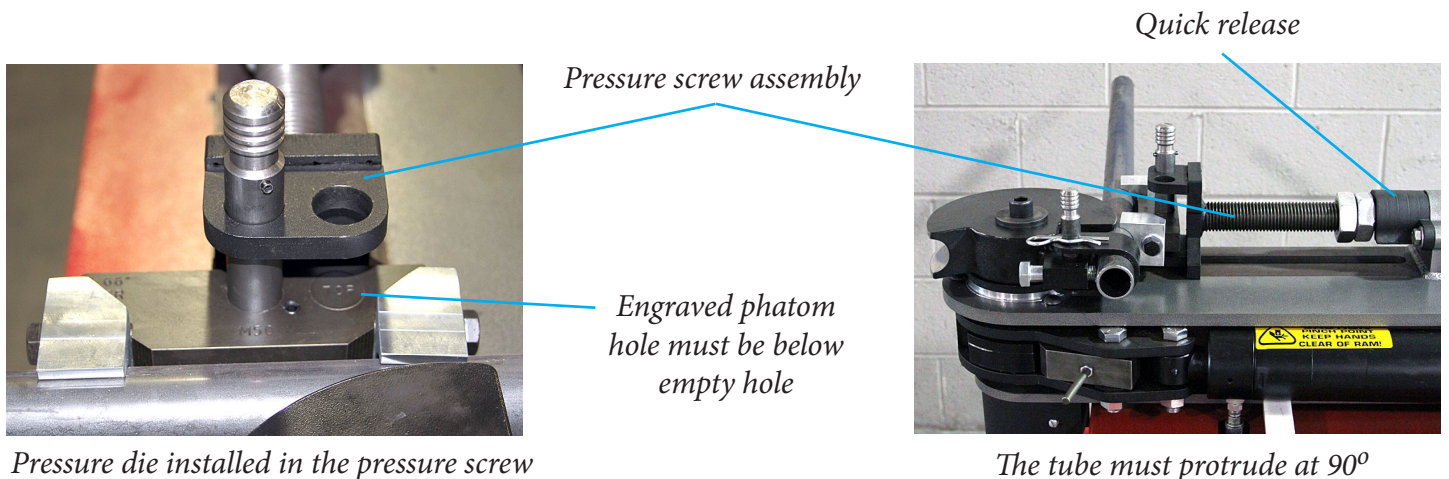 Quick release
Pressure screw assembly
TOP
M50
Engraved phatom
hole must be below
empty hole
PINCH POINT
KEEP HANDS
CLEAR OF RAM!
Pressure die installed in the pressure screw
The tube must protrude at 90⁰